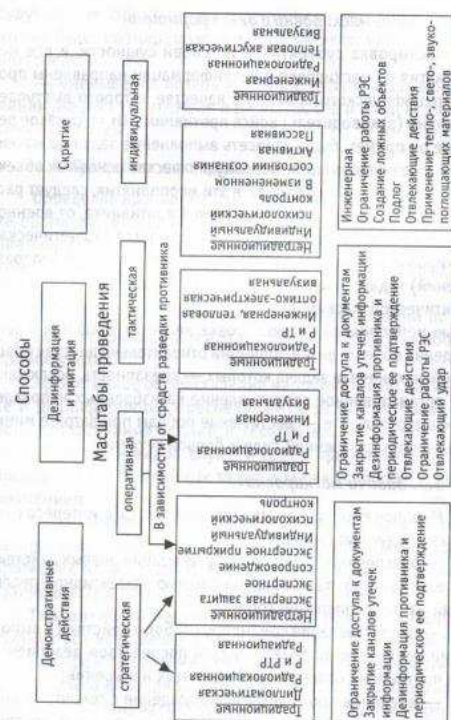 Способы
Демонстративные
действия
Дезинформация
и имитация
Скрытие
Масштабы проведения
стратегическая
оперативная
тактическая
индивидуальная
В зависимости от средств разведки противника
Традиционные
Дипломатическая
Радиолокационная
Р и РТР
Радиационная
Нетрадиционные
Экспертная защита
Экспертное
сопровождение
Экспертное прикрытие
Индивидуальный
психологический
контроль
Традиционные
Радиолокационная
Р и ТР
Инженерная
Визуальная
Традиционные
Радиолокационная
Р и ТР
Инженерная, тепловая
оптико-электрическая
визуальная
Нетрадиционные
Индивидуальный
психологический
контроль
В измененном
состоянии сознания
Активная
Пассивная
Традиционные
Инженерная
Радиолокационная
Тепловая акустическая
Визуальная
Ограничение доступа к документам
Закрытие каналов утечек
информации
Дезинформация противника и
периодическое ее подтверждение
Ограничение доступа к документам
Закрытие каналов утечек информации
Дезинформация противника и
периодическое ее подтверждение
Отвлекающие действия
Ограничение работы РЭС
Отвлекающий удар
Инженерная
Ограничение работы РЭС
Создание ложных объектов
Подлог
Отвлекающие действия
Применение тепло-, свето-, звуко-
поглощающих материалов